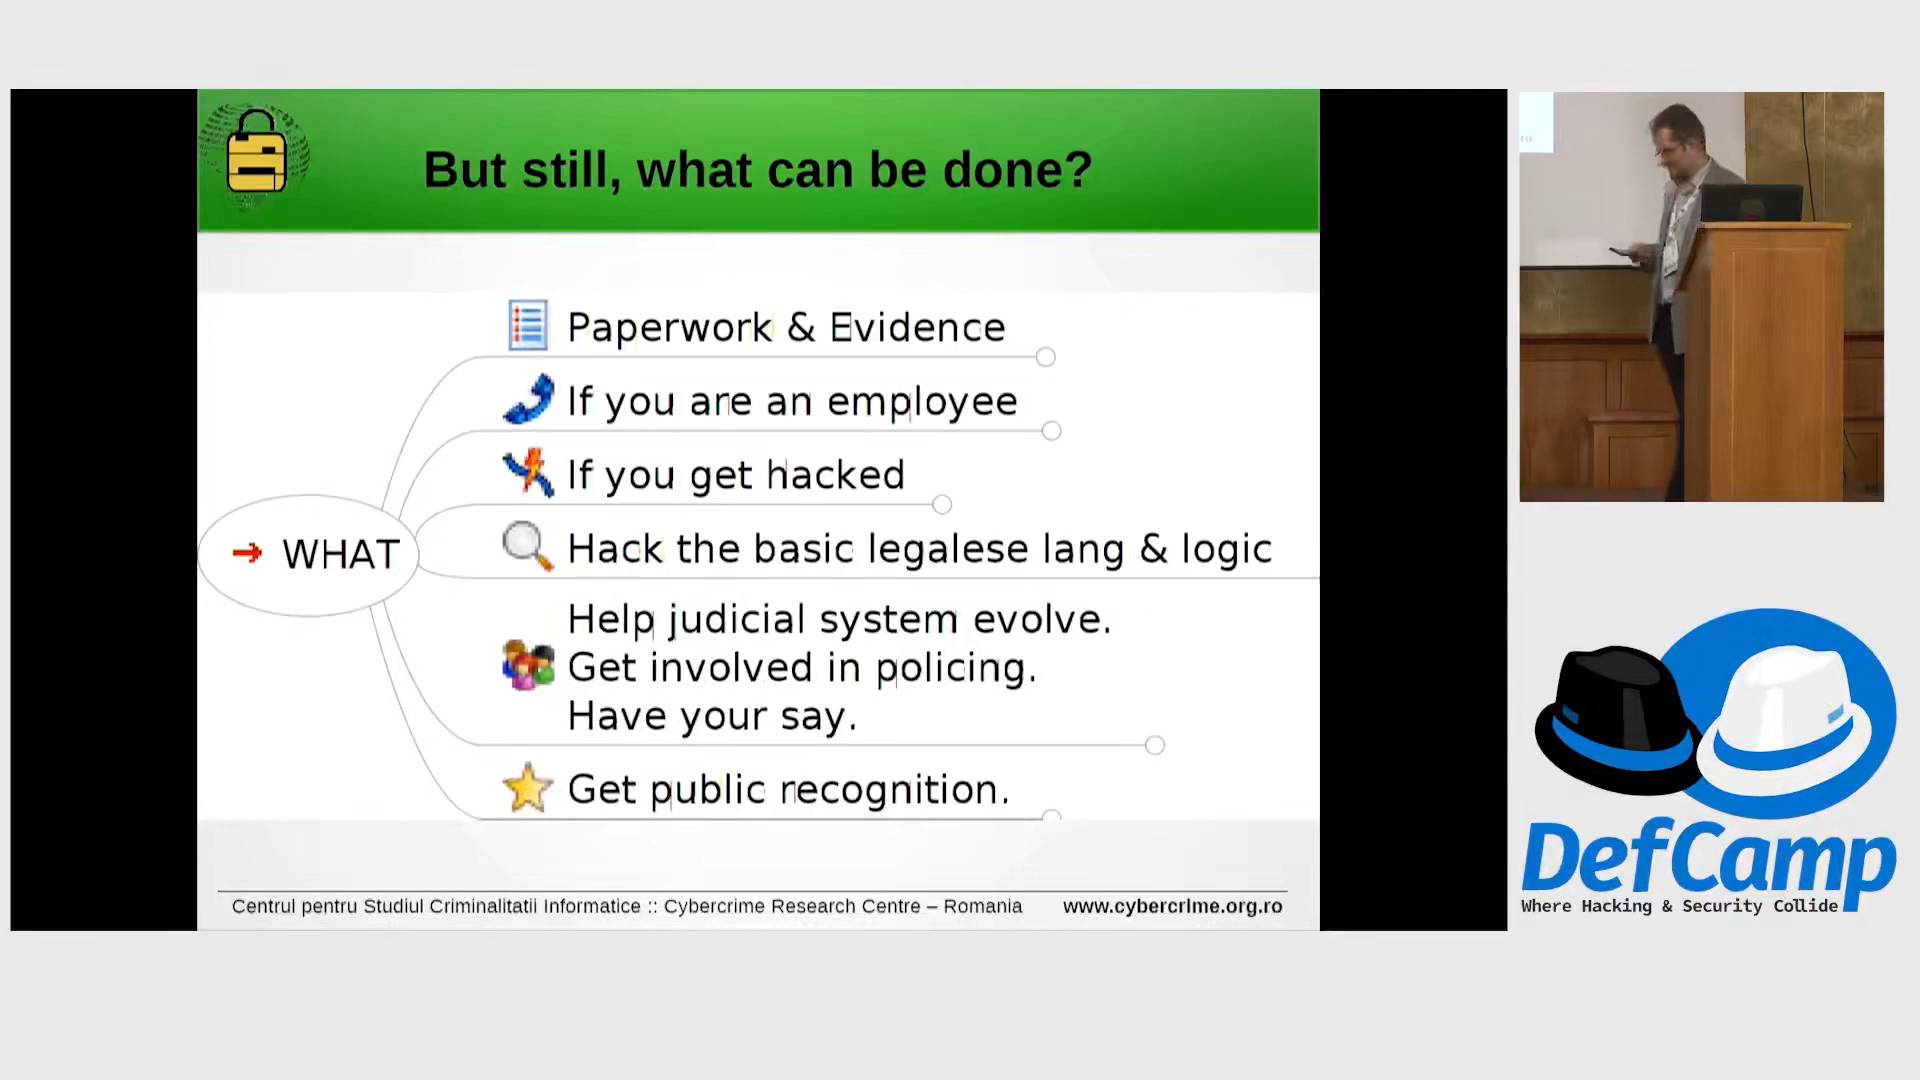 But still, what can be done?
Paperwork & Evidence
If you are an employee
If you get hacked
WHAT
Hack the basic legalese lang & logic
Help judicial system evolve.
Get involved in policing.
Have your say.
Get public recognition.
Centrul pentru Studiul Criminalitatii Informatice :: Cybercrime Research Centre – Romania www.cybercrime.org.ro
ro
DefCamp
Where Hacking & Security Collide